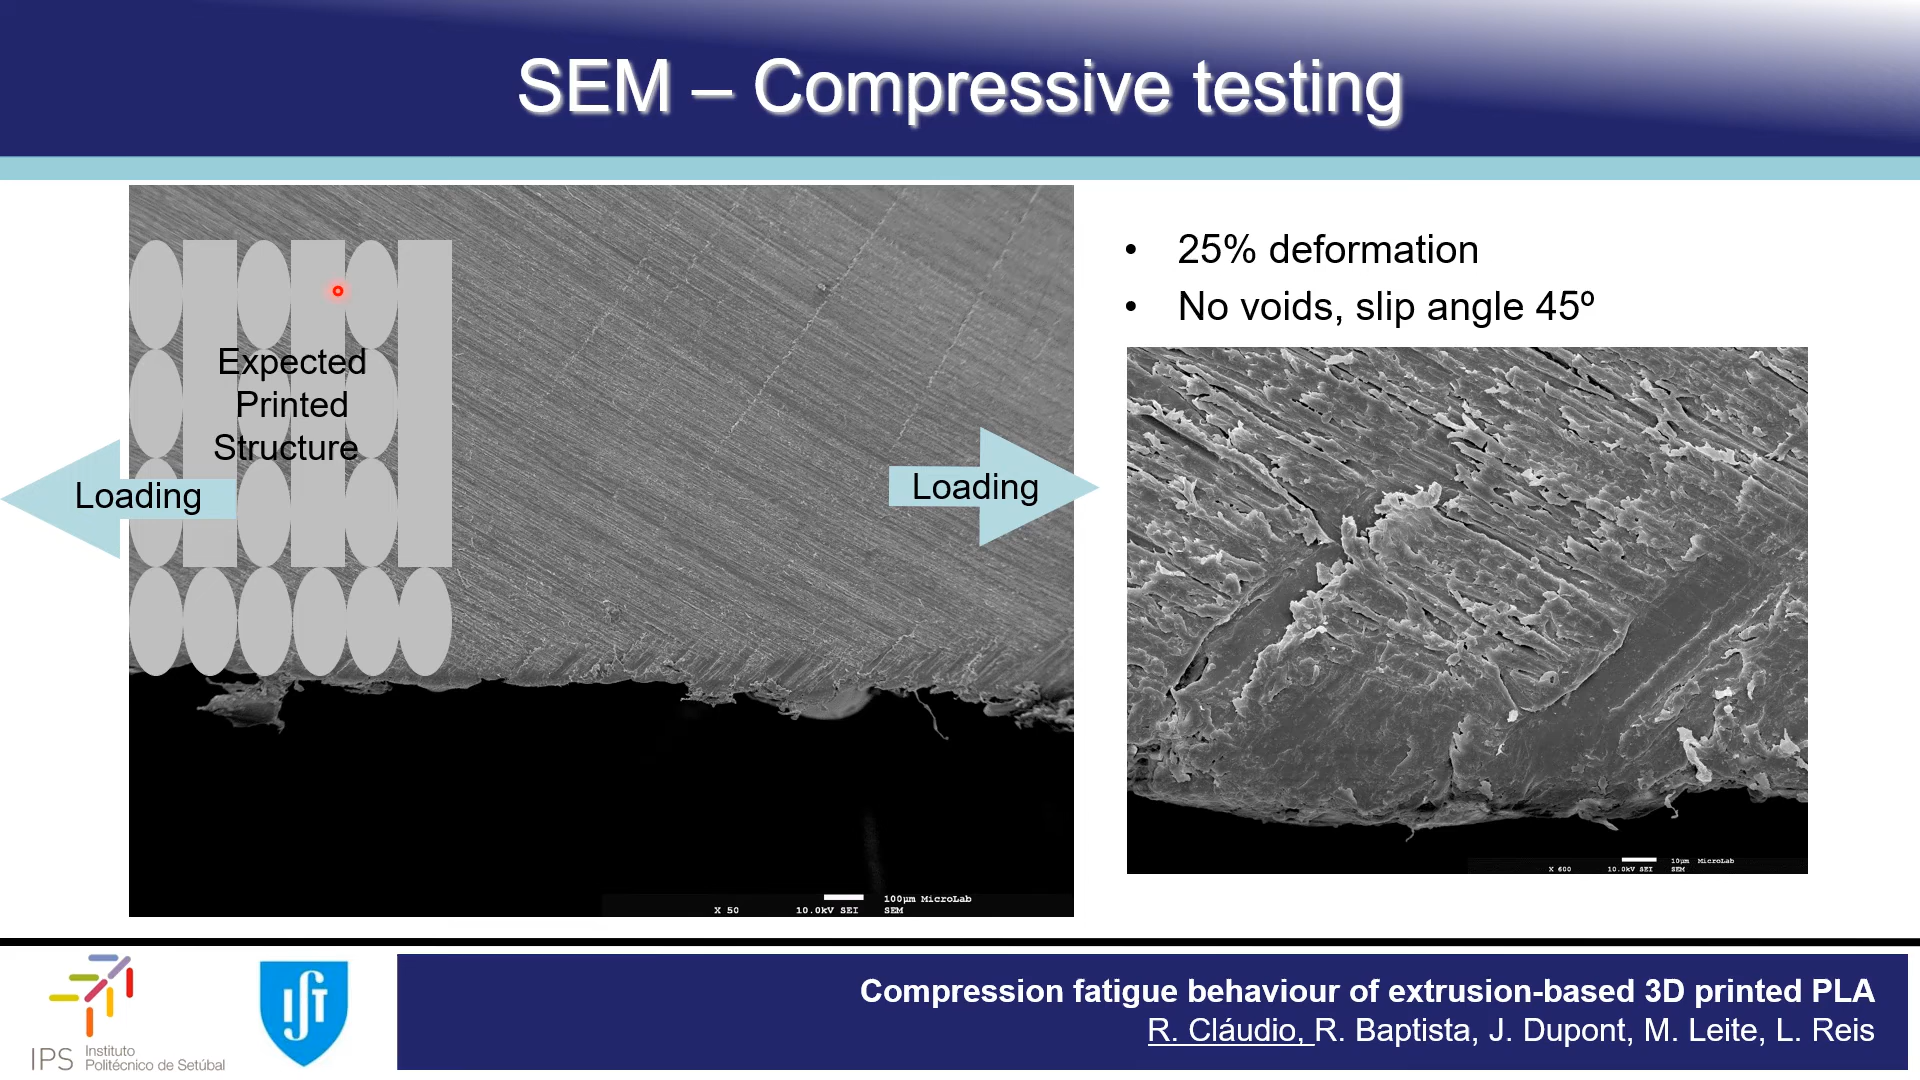 SEM – Compressive testing
Expected
Printed
Structure
Loading
Loading
X 50 10.0kV SEI 100µm MicroLab
SEM
• 25% deformation
• No voids, slip angle 45º
X 600 10.0kV SEI 10µm MicroLab
SEM
IPS Instituto
Politécnico de Setúbal
Compression fatigue behaviour of extrusion-based 3D printed PLA
R. Cláudio, R. Baptista, J. Dupont, M. Leite, L. Reis